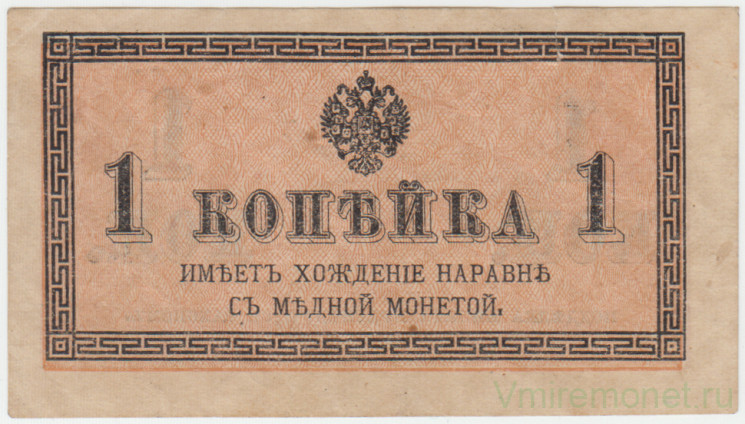 1 КОПѢЙКА 1
ИМѢЕТЪ ХОЖДЕНІЕ НАРАВНѢ
СЪ МѢДНОЙ МОНЕТОЙ.
Vmiremonet.ru